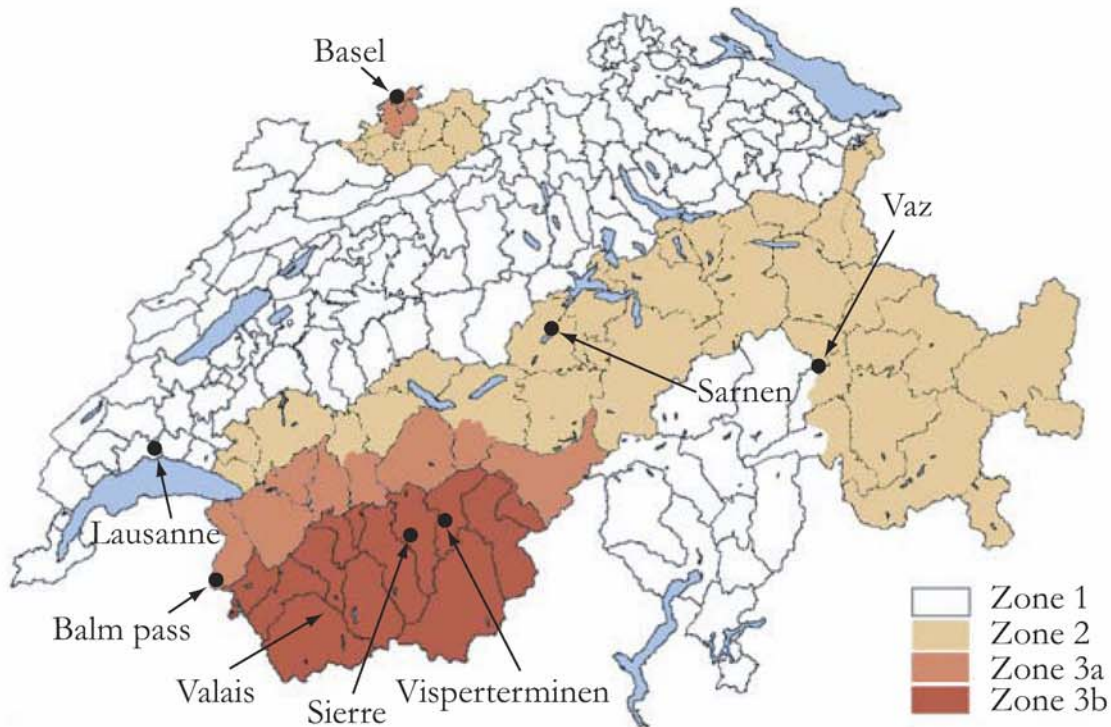 Basel
Vaz
Sarnen
Lausanne
Balm pass
Valais
Sierre
Visperterminen
Zone 1
Zone 2
Zone 3a
Zone 3b